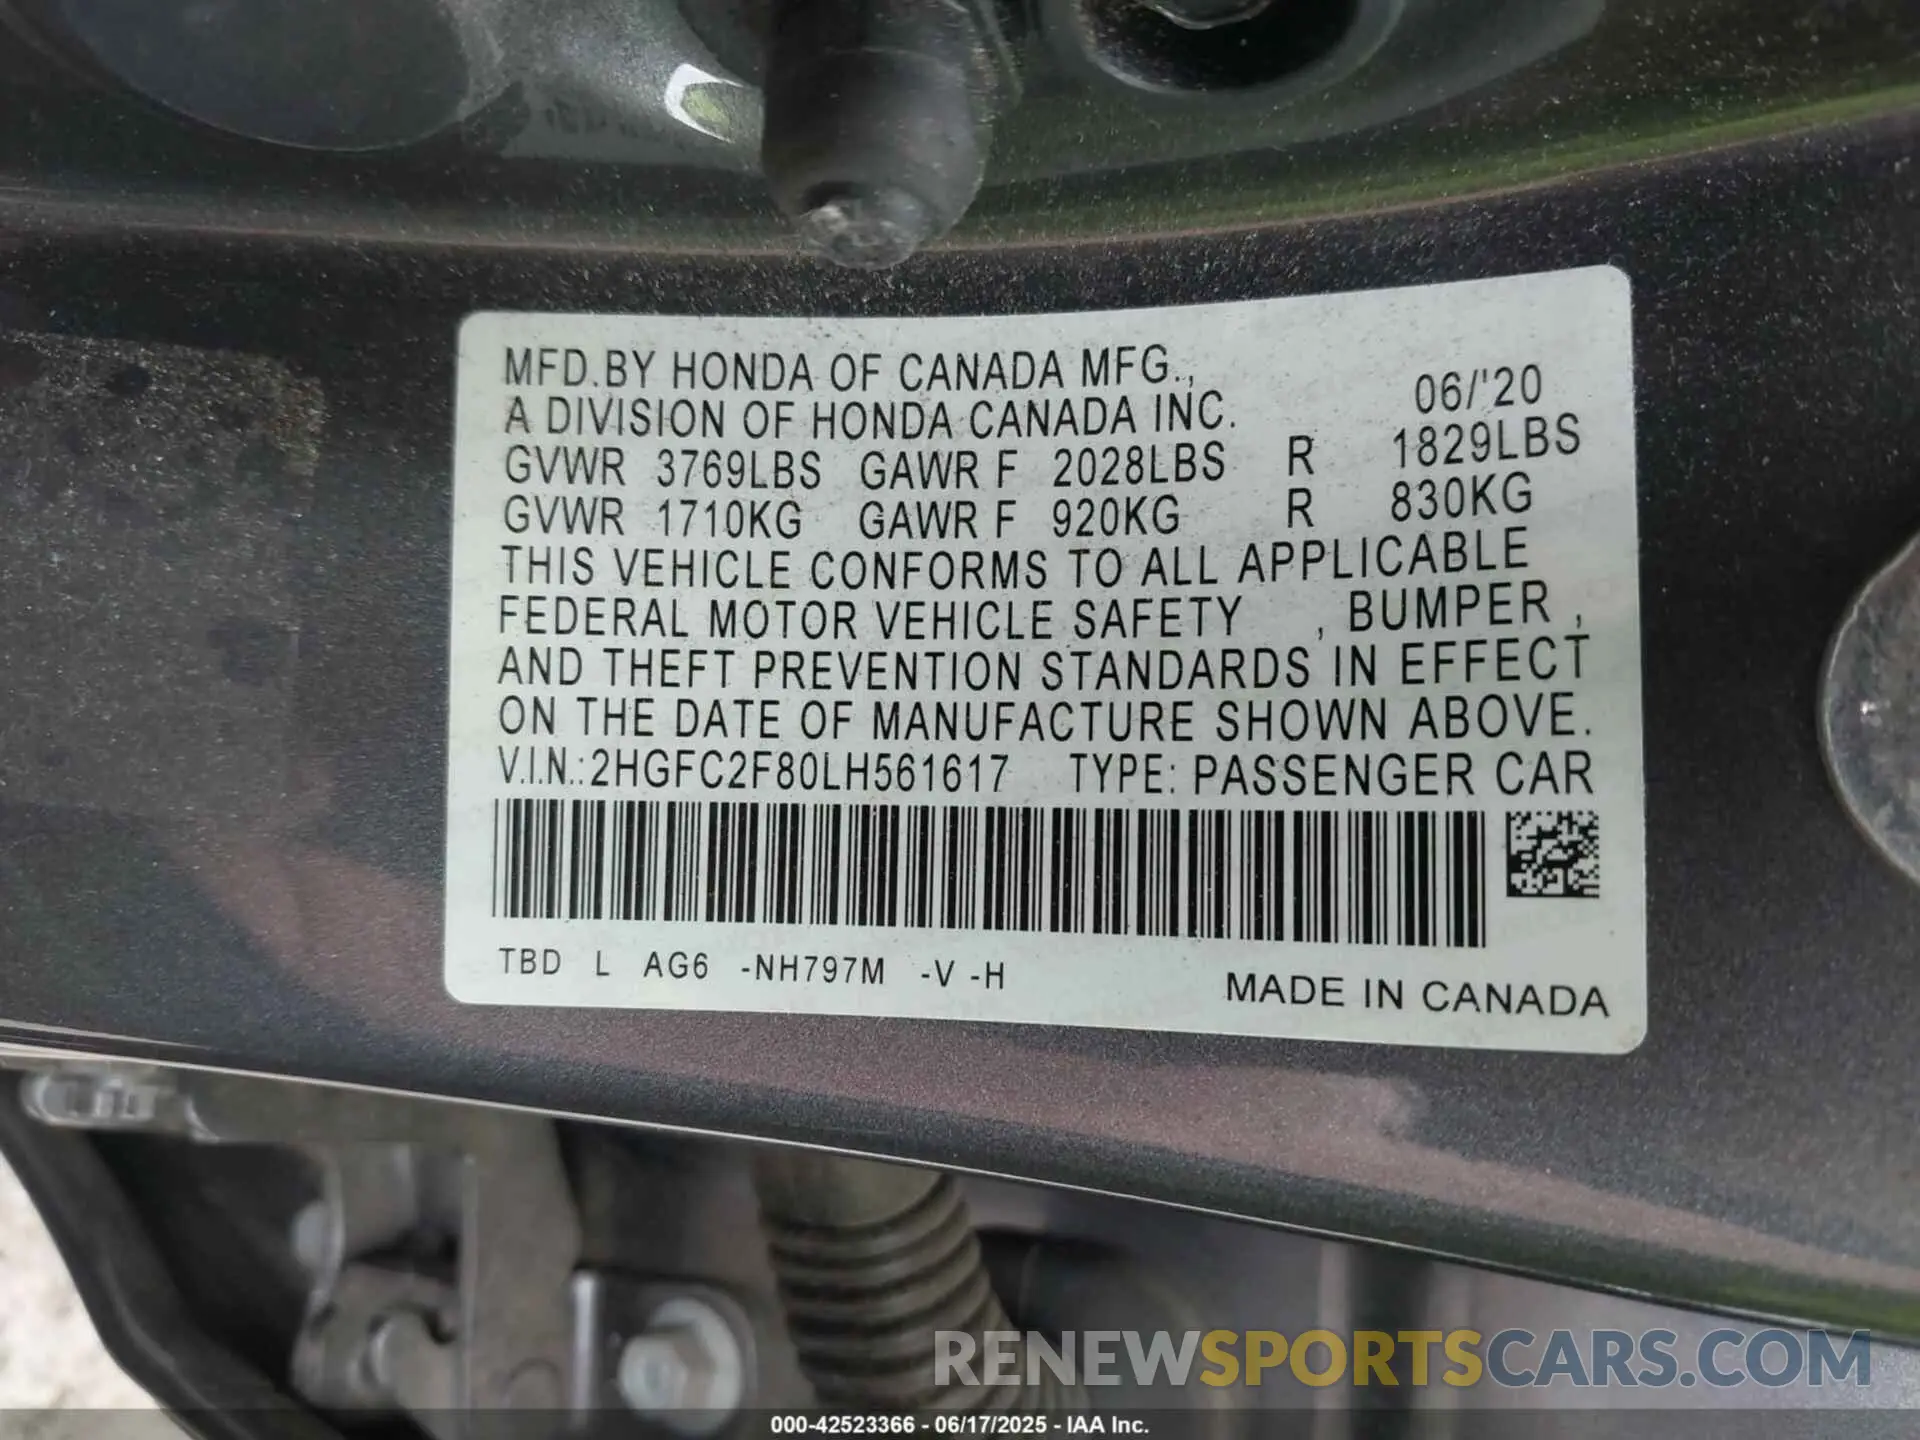 MFD.BY HONDA OF CANADA MFG.,
A DIVISION OF HONDA CANADA INC. 06/'20
GVWR 3769LBS GAWR F 2028LBS R 1829LBS
GVWR 1710KG GAWR F 920KG R 830KG
THIS VEHICLE CONFORMS TO ALL APPLICABLE
FEDERAL MOTOR VEHICLE SAFETY , BUMPER ,
AND THEFT PREVENTION STANDARDS IN EFFECT
ON THE DATE OF MANUFACTURE SHOWN ABOVE.
V.I.N.:2HGFC2F80LH561617 TYPE: PASSENGER CAR
TBD L AG6 -NH797M -V -H
MADE IN CANADA
RENEWSPORTSCARS.COM
000-42523366 - 06/17/2025 - IAA Inc.